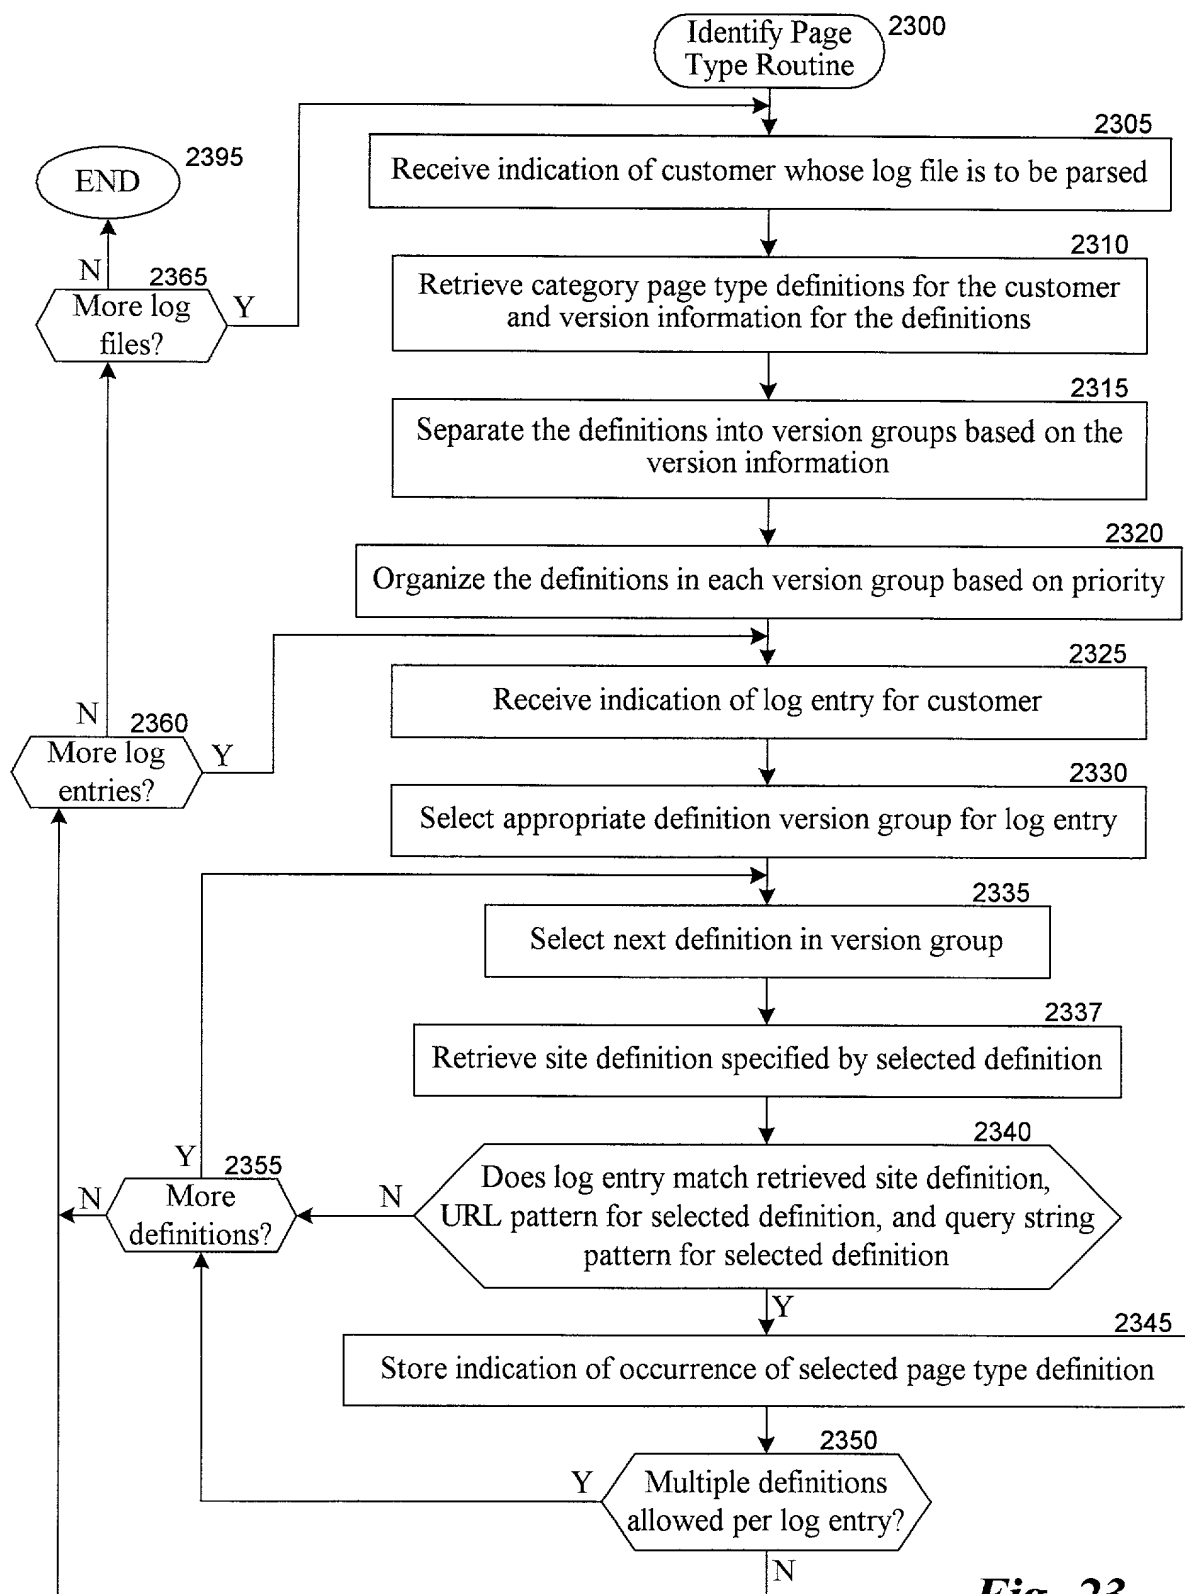 Identify Page
Type Routine
2300
2305
Receive indication of customer whose log file is to be parsed
2395
END
N
2365
More log
files?
Y
2310
Retrieve category page type definitions for the customer
and version information for the definitions
2315
Separate the definitions into version groups based on the
version information
2320
Organize the definitions in each version group based on priority
2325
Receive indication of log entry for customer
N
2360
More log
entries?
Y
2330
Select appropriate definition version group for log entry
2335
Select next definition in version group
2337
Retrieve site definition specified by selected definition
2340
Does log entry match retrieved site definition,
URL pattern for selected definition, and query string
pattern for selected definition
N
Y
2355
More
definitions?
N
Y
2345
Store indication of occurrence of selected page type definition
2350
Multiple definitions
allowed per log entry?
Y
N
Fig. 23